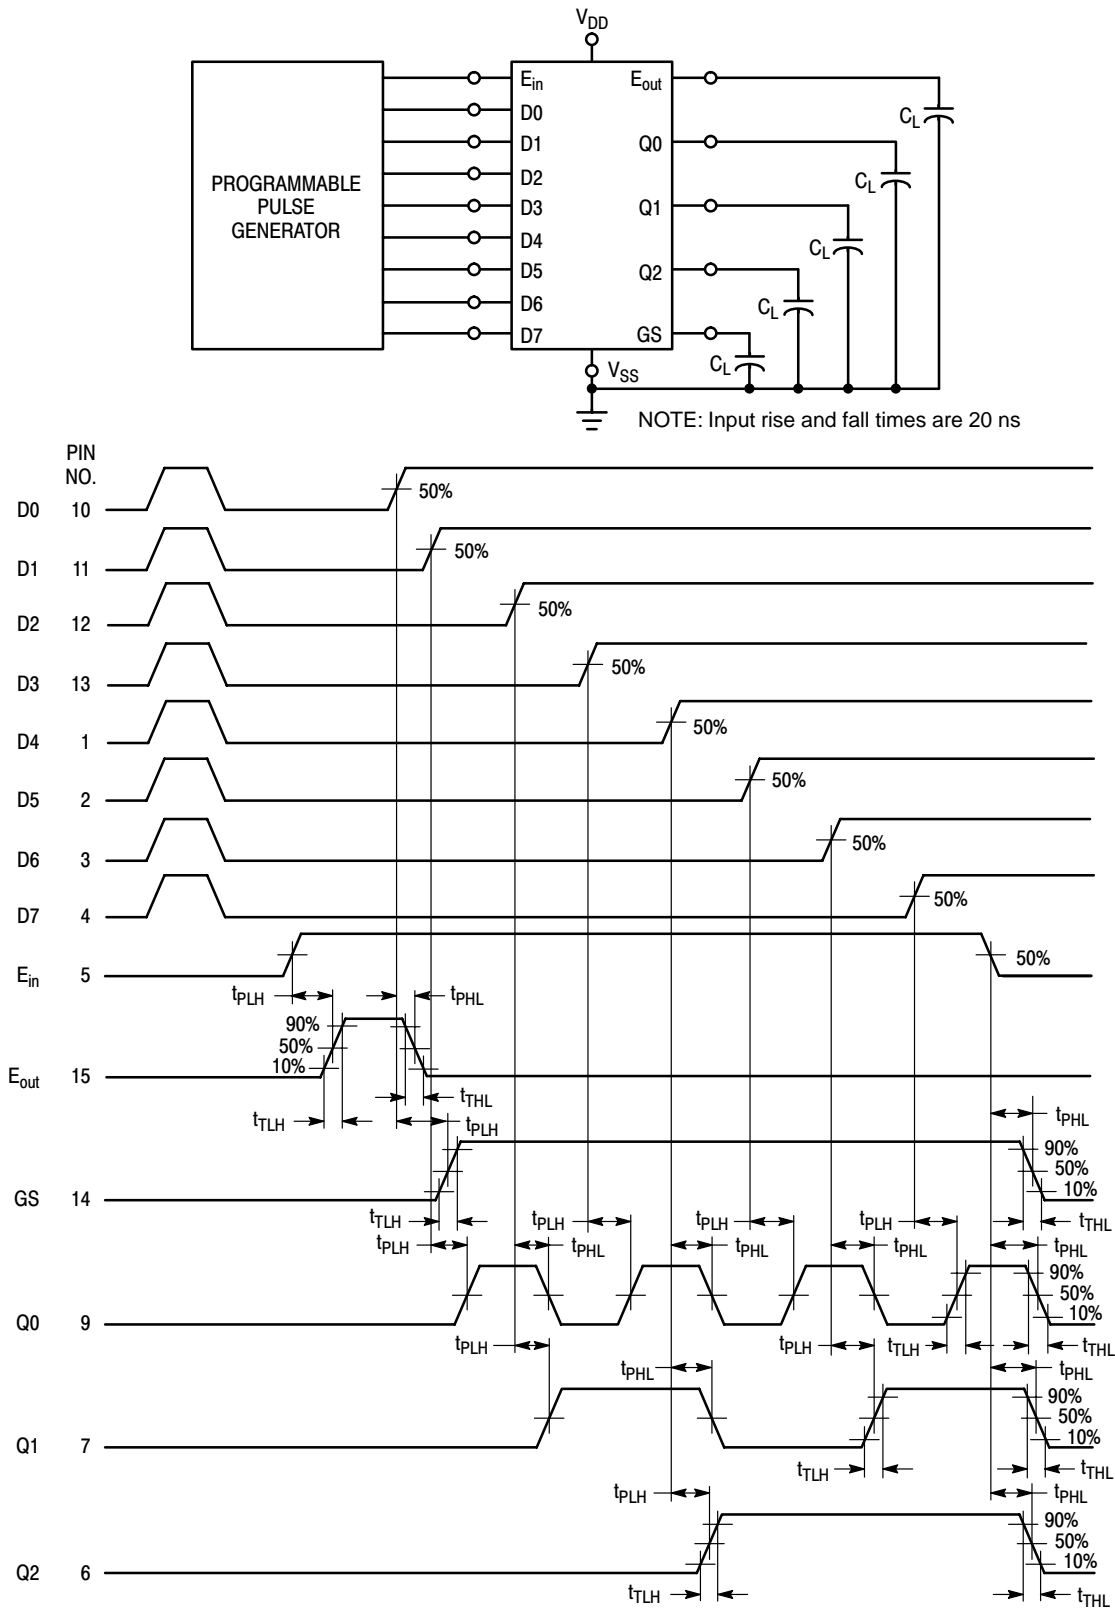 VDD
PROGRAMMABLE
PULSE
GENERATOR
Ein
D0
D1
D2
D3
D4
D5
D6
D7
Eout
Q0
Q1
Q2
GS
CL
CL
CL
CL
CL
VSS
NOTE: Input rise and fall times are 20 ns
PIN
NO.
D0 10 50%
D1 11 50%
D2 12 50%
D3 13 50%
D4 1 50%
D5 2 50%
D6 3 50%
D7 4 50%
Ein 5 50%
tPLH tPHL
90%
50%
10%
Eout 15
tTLH tTHL
tPLH tPHL
90%
50%
10%
GS 14
tTLH tPLH tPLH tPLH tTHL
tPLH tPHL tPHL tPHL tPHL
90%
50%
10%
Q0 9
tPLH tPLH tTLH tTHL
tPHL tPHL
90%
50%
10%
Q1 7
tTLH tTHL
tPLH tPHL
90%
50%
10%
Q2 6
tTLH tTHL